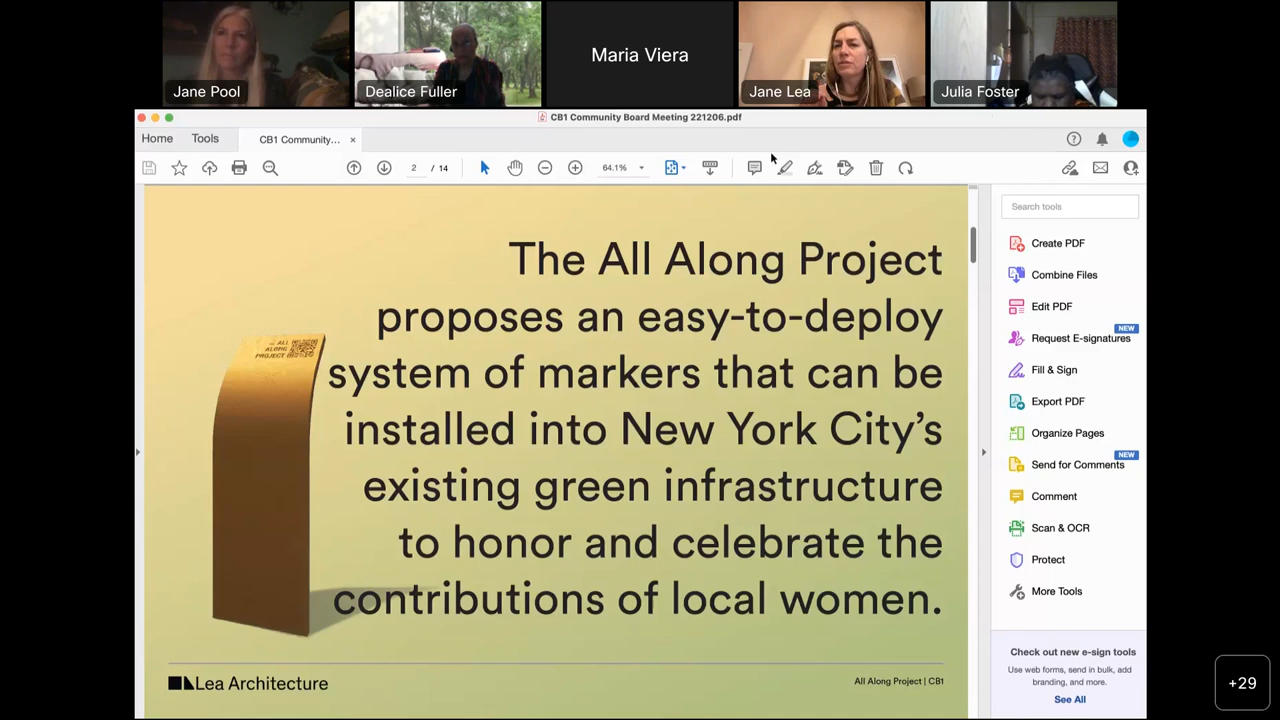 Jane Pool
Dealice Fuller
Maria Viera
Jane Lea
Julia Foster
CB1 Community Board Meeting 221206.pdf
Home
Tools
CB1 Community...
2 / 14
64.1%
Search tools
The All Along Project
proposes an easy-to-deploy
system of markers that can be
installed into New York City's
existing green infrastructure
to honor and celebrate the
contributions of local women.
ALL
ALONG
PROJECT
Lea Architecture
All Along Project | CB1
Create PDF
Combine Files
Edit PDF
NEW
Request E-signatures
Fill & Sign
Export PDF
Organize Pages
NEW
Send for Comments
Comment
Scan & OCR
Protect
More Tools
Check out new e-sign tools
Use web forms, send in bulk, add
branding, and more.
See All
+29